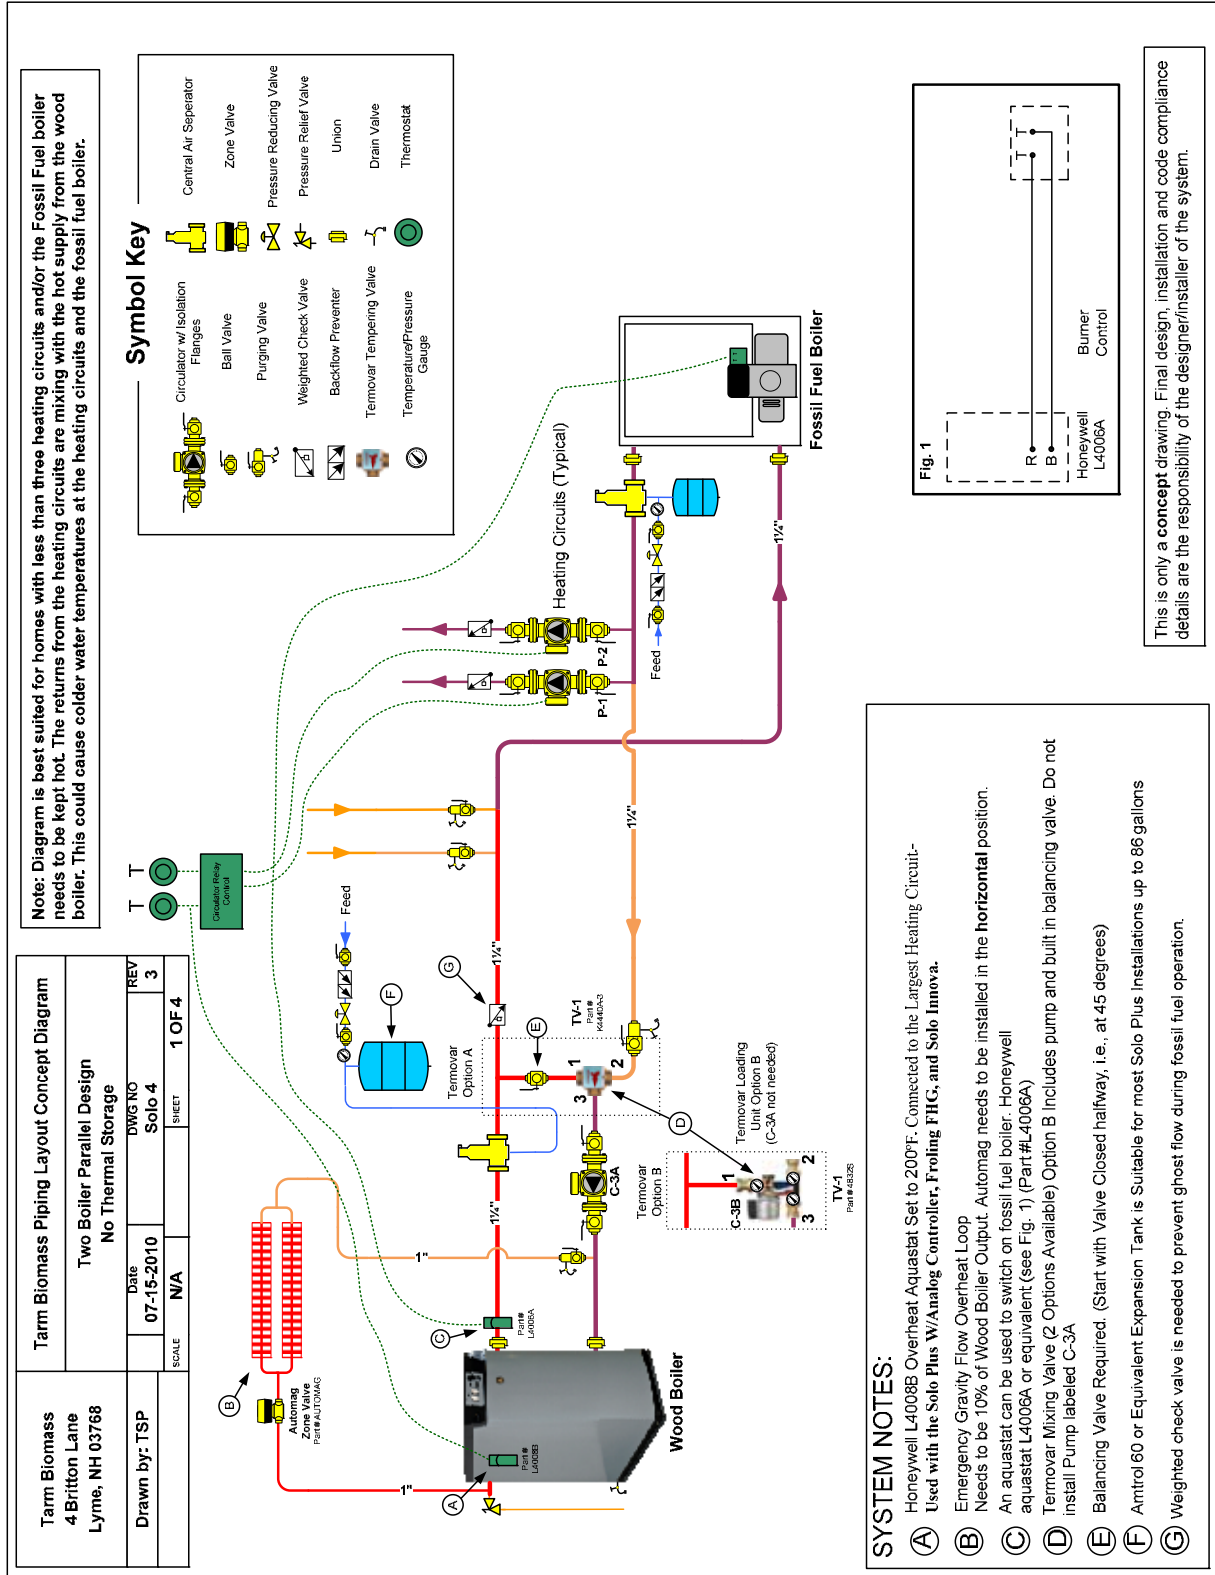 Tarm Biomass
4 Britton Lane
Lyme, NH 03768
Drawn by: TSP
Tarm Biomass Piping Layout Concept Diagram
Two Boiler Parallel Design
No Thermal Storage
Date
07-15-2010
DWG NO
Solo 4
REV
3
SCALE
N/A
SHEET
1 OF 4
Note: Diagram is best suited for homes with less than three heating circuits and/or the Fossil Fuel boiler
needs to be kept hot. The returns from the heating circuits are mixing with the hot supply from the wood
boiler. This could cause colder water temperatures at the heating circuits and the fossil fuel boiler.
Symbol Key
Circulator w/ Isolation
Flanges
Ball Valve
Purging Valve
Weighted Check Valve
Backflow Preventer
Termovar Tempering Valve
Temperature/Pressure
Gauge
Central Air Seperator
Zone Valve
Pressure Reducing Valve
Pressure Relief Valve
Union
Drain Valve
Thermostat
T
T
Circulator Relay
Control
B
Automag
Zone Valve
Part# AUTOMAG
1"
1"
A
Part#
L4008B
Wood Boiler
C
Part#
L4006A
1¼"
F
Feed
Termovar
Option A
G
1¼"
E
TV-1
Part#
K4440A-3
1
2
3
C-3A
D
Termovar
Option B
Termovar Loading
Unit Option B
(C-3A not needed)
C-3B
1
2
3
TV-1
Part# 4832S
1¼"
P-1
P-2
Heating Circuits (Typical)
Feed
1¼"
Fossil Fuel Boiler
T T
Fig. 1
R
B
T
T
Honeywell
L4006A
Burner
Control
SYSTEM NOTES:
A Honeywell L4008B Overheat Aquastat Set to 200°F. Connected to the Largest Heating Circuit.-
Used with the Solo Plus W/Analog Controller, Froling FHG, and Solo Innova.
B Emergency Gravity Flow Overheat Loop
Needs to be 10% of Wood Boiler Output. Automag needs to be installed in the horizontal position.
C An aquastat can be used to switch on fossil fuel boiler. Honeywell
aquastat L4006A or equivalent (see Fig. 1) (Part #L4006A)
D Termovar Mixing Valve (2 Options Available) Option B Includes pump and built in balancing valve. Do not
install Pump labeled C-3A
E Balancing Valve Required. (Start with Valve Closed halfway, i.e., at 45 degrees)
F Amtrol 60 or Equivalent Expansion Tank is Suitable for most Solo Plus Installations up to 86 gallons
G Weighted check valve is needed to prevent ghost flow during fossil fuel operation.
This is only a concept drawing. Final design, installation and code compliance
details are the responsibility of the designer/installer of the system.